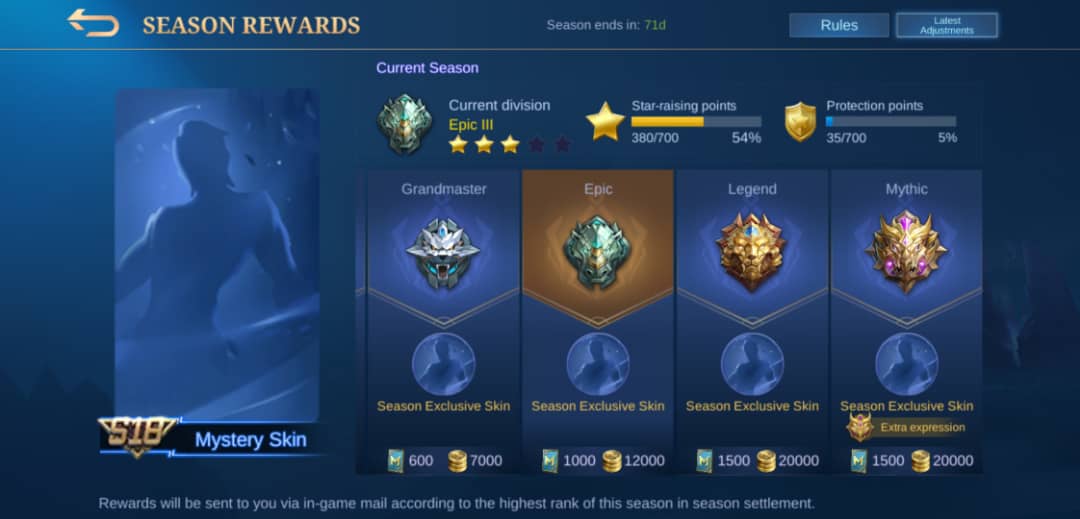 SEASON REWARDS
Season ends in: 71d
Rules
Latest
Adjustments
Current Season
Current division
Epic III
Star-raising points
380/700 54%
Protection points
35/700 5%
Grandmaster
Season Exclusive Skin
600 7000
Epic
Season Exclusive Skin
1000 12000
Legend
Season Exclusive Skin
1500 20000
Mythic
Season Exclusive Skin
Extra expression
1500 20000
S18
Mystery Skin
Rewards will be sent to you via in-game mail according to the highest rank of this season in season settlement.